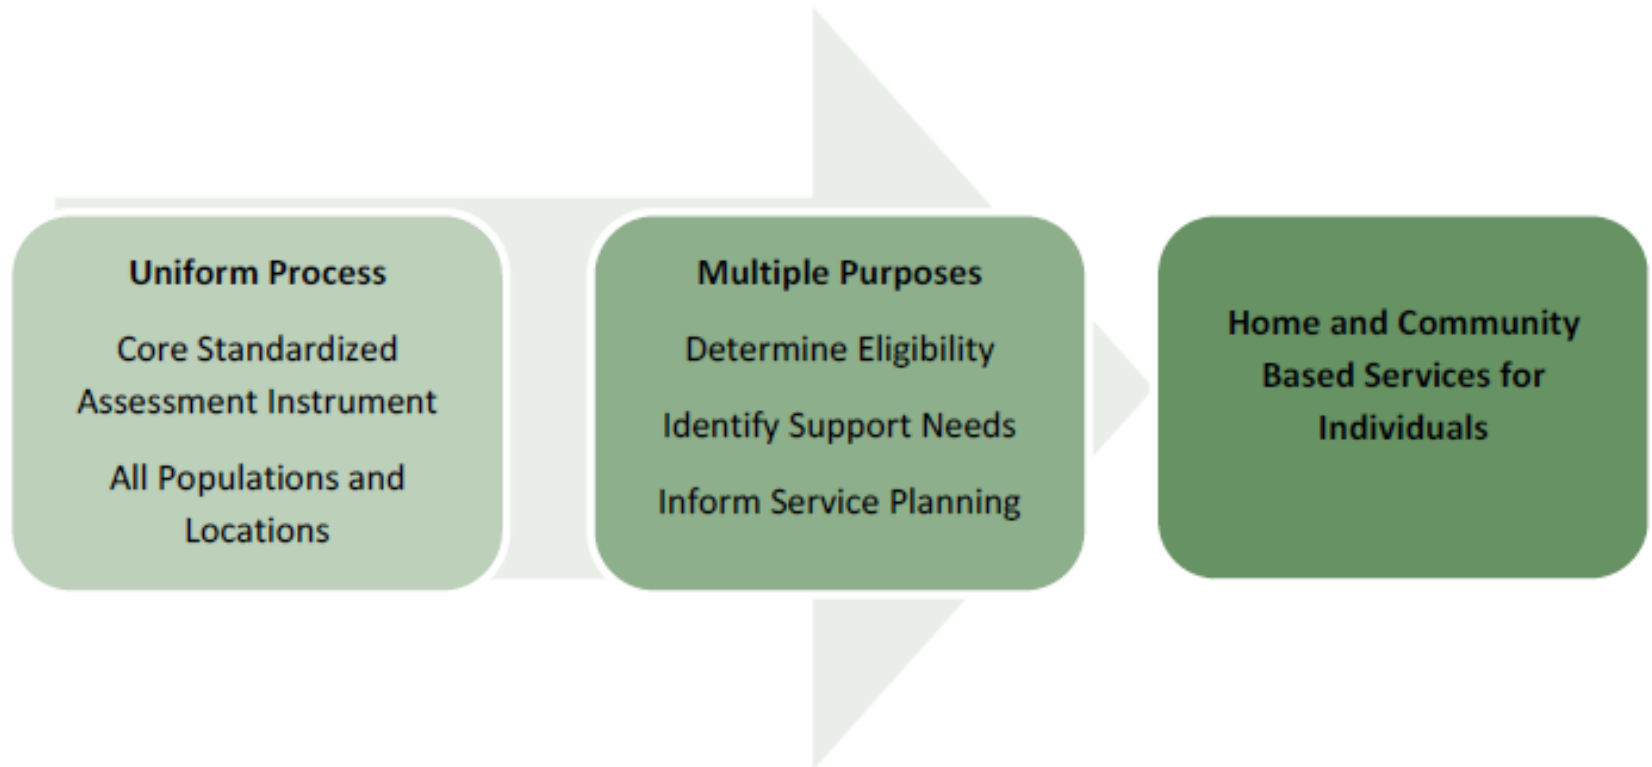 Uniform Process
Core Standardized
Assessment Instrument
All Populations and
Locations
Multiple Purposes
Determine Eligibility
Identify Support Needs
Inform Service Planning
Home and Community
Based Services for
Individuals